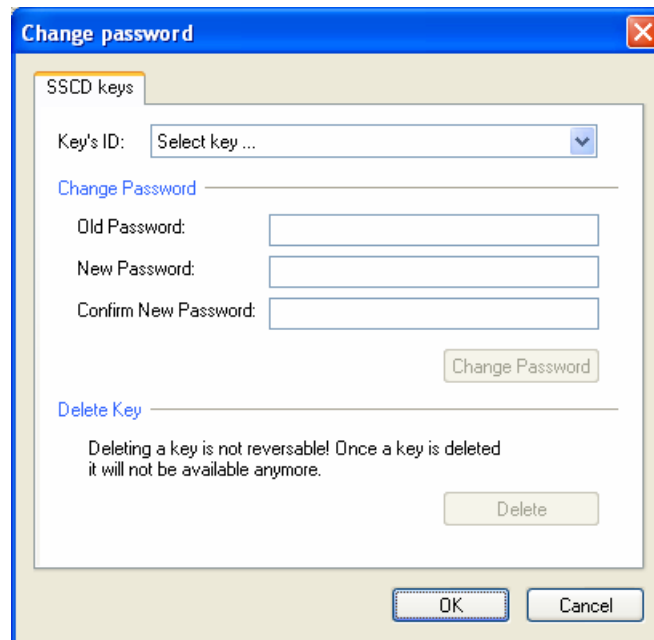 Change password
SSCD keys
Key's ID:
Select key ...
Change Password
Old Password:
New Password:
Confirm New Password:
Change Password
Delete Key
Deleting a key is not reversable! Once a key is deleted
it will not be available anymore.
Delete
OK
Cancel